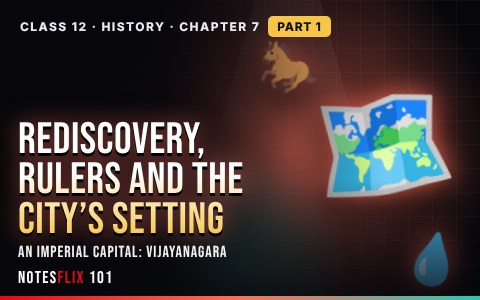 CLASS 12 · HISTORY · CHAPTER 7 PART 1
REDISCOVERY,
RULERS AND THE
CITY'S SETTING
AN IMPERIAL CAPITAL: VIJAYANAGARA
NOTESFLIX 101